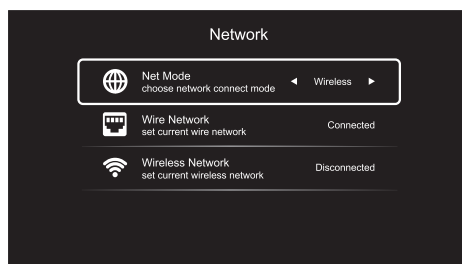 Network
Net Mode
choose network connect mode
Wireless
Wire Network
set current wire network
Connected
Wireless Network
set current wireless network
Disconnected